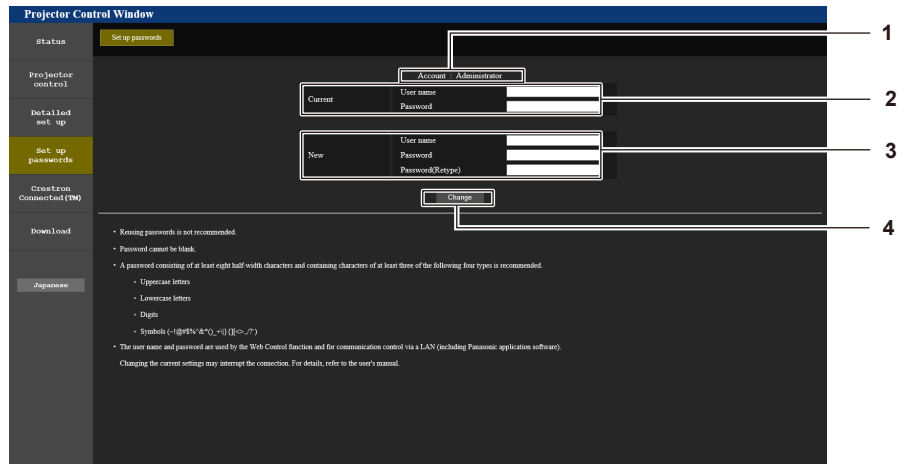 Projector Control Window
Status
Set up passwords
1
Projector
control
Account : Administrator
Current
User name
Password
2
Detailed
set up
Set up
passwords
New
User name
Password
Password(Retype)
3
Crestron
Connected(TM)
Change
4
Download
• Reusing passwords is not recommended.
• Password cannot be blank.
• A password consisting of at least eight half-width characters and containing characters of at least three of the following four types is recommended.
• Uppercase letters
• Lowercase letters
• Digits
• Symbols (~!@#$%^&*()_+\|}{][<>.,/?`)
• The user name and password are used by the Web Control function and for communication control via a LAN (including Panasonic application software).
Changing the current settings may interrupt the connection. For details, refer to the user's manual.
Japanese